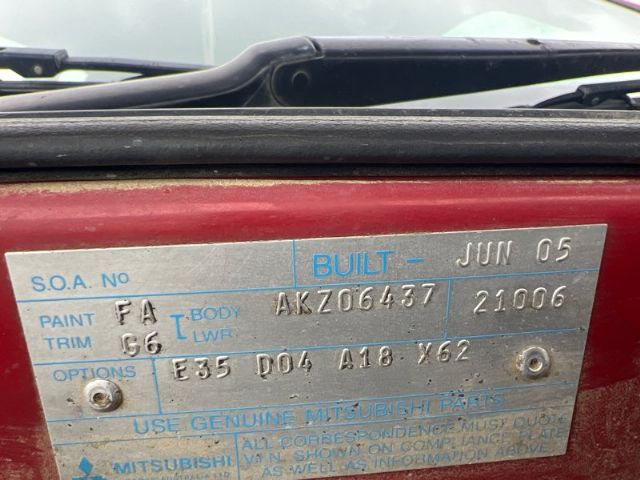 S.O.A. No BUILT - JUN 05
PAINT FA BODY AKZ06437 21006
TRIM G6 LWR.
OPTIONS E35 D04 A18 X62
USE GENUINE MITSUBISHI PARTS
MITSUBISHI
ALL CORRESPONDENCE MUST QUOTE
V.I.N. SHOWN ON COMPLIANCE PLATE
AS WELL AS INFORMATION ABOVE